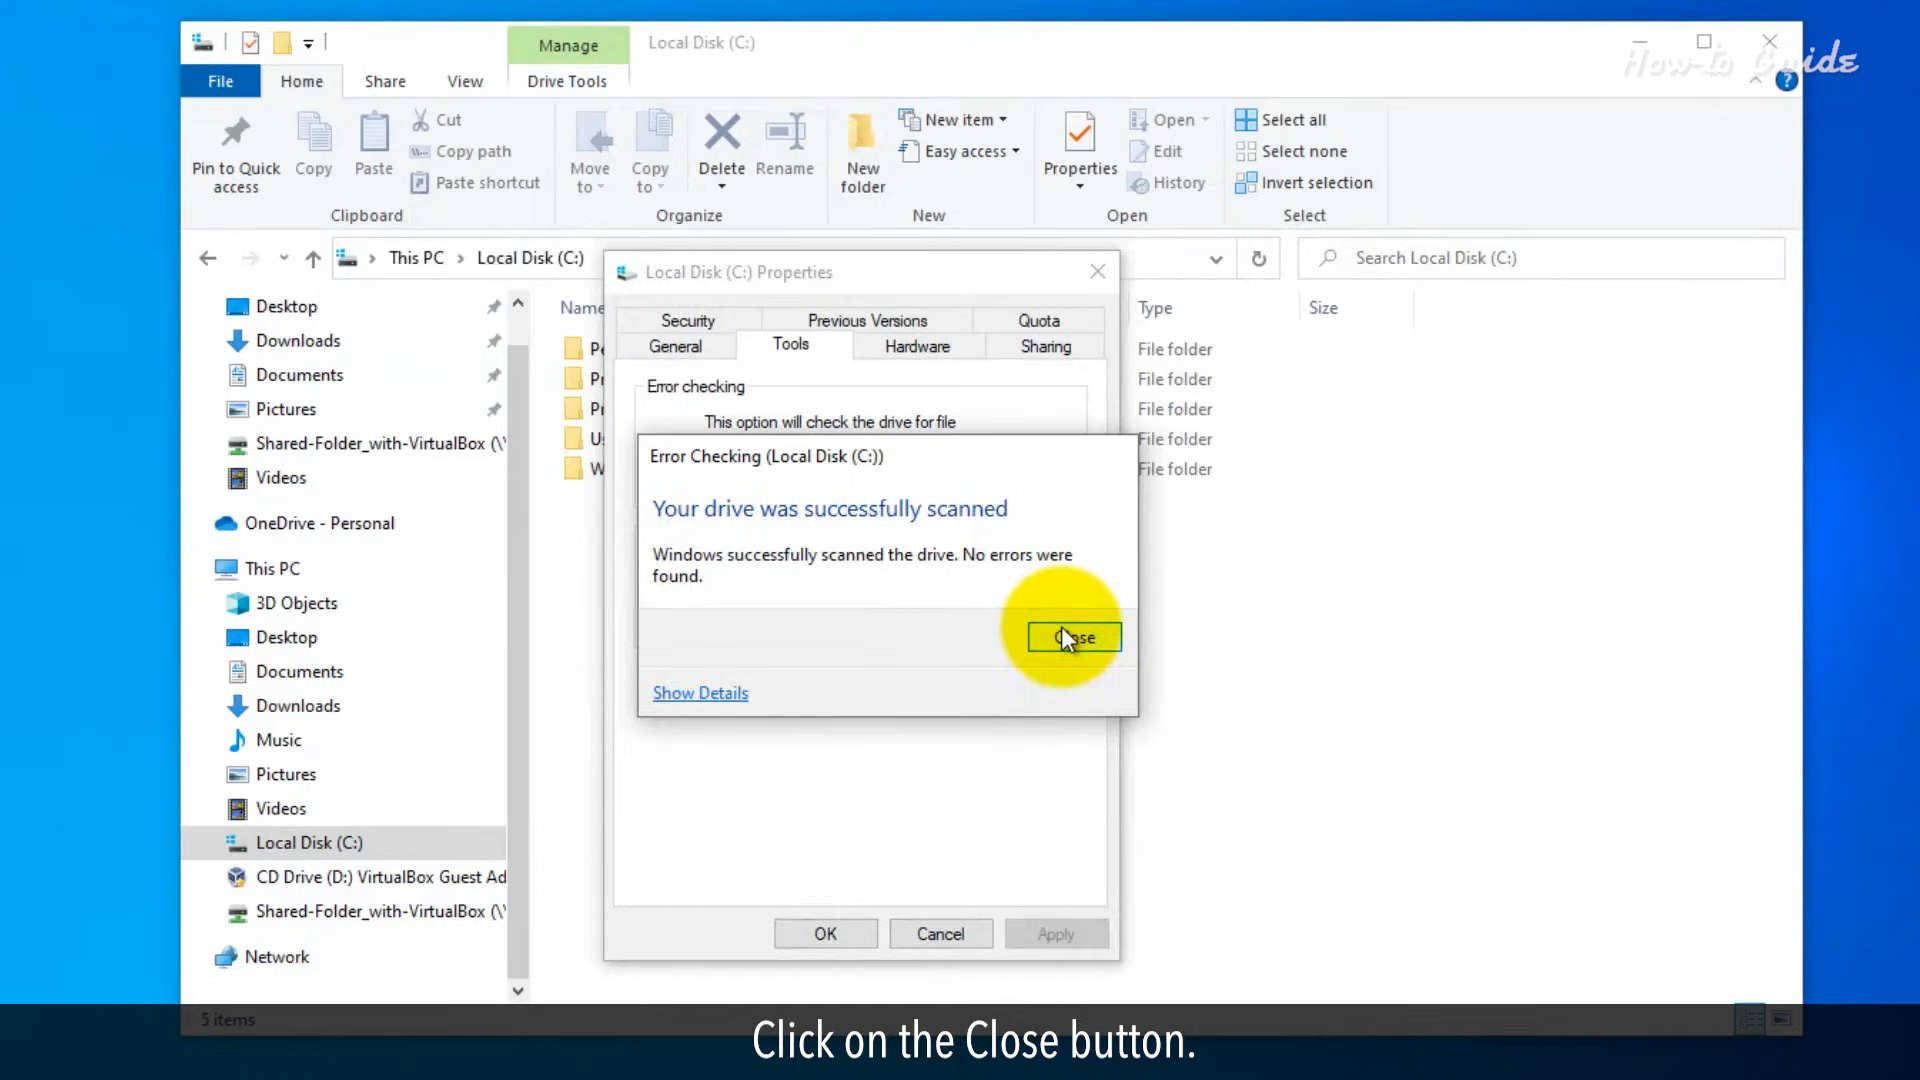 Manage
Local Disk (C:)
How-to Guide
File
Home
Share
View
Drive Tools
Pin to Quick access
Copy
Paste
Cut
Copy path
Paste shortcut
Clipboard
Move to
Copy to
Delete
Rename
Organize
New folder
New item
Easy access
New
Properties
Open
Edit
History
Open
Select all
Select none
Invert selection
Select
This PC
Local Disk (C:)
Search Local Disk (C:)
Desktop
Downloads
Documents
Pictures
Shared-Folder_with-VirtualBox (\\
Videos
OneDrive - Personal
This PC
3D Objects
Desktop
Documents
Downloads
Music
Pictures
Videos
Local Disk (C:)
CD Drive (D:) VirtualBox Guest Ad
Shared-Folder_with-VirtualBox (\\
Network
Name
Type
Size
File folder
File folder
File folder
File folder
File folder
Local Disk (C:) Properties
Security
Previous Versions
Quota
General
Tools
Hardware
Sharing
Error checking
This option will check the drive for file
Error Checking (Local Disk (C:))
Your drive was successfully scanned
Windows successfully scanned the drive. No errors were
found.
Close
Show Details
OK
Cancel
Apply
5 items
Click on the Close button.